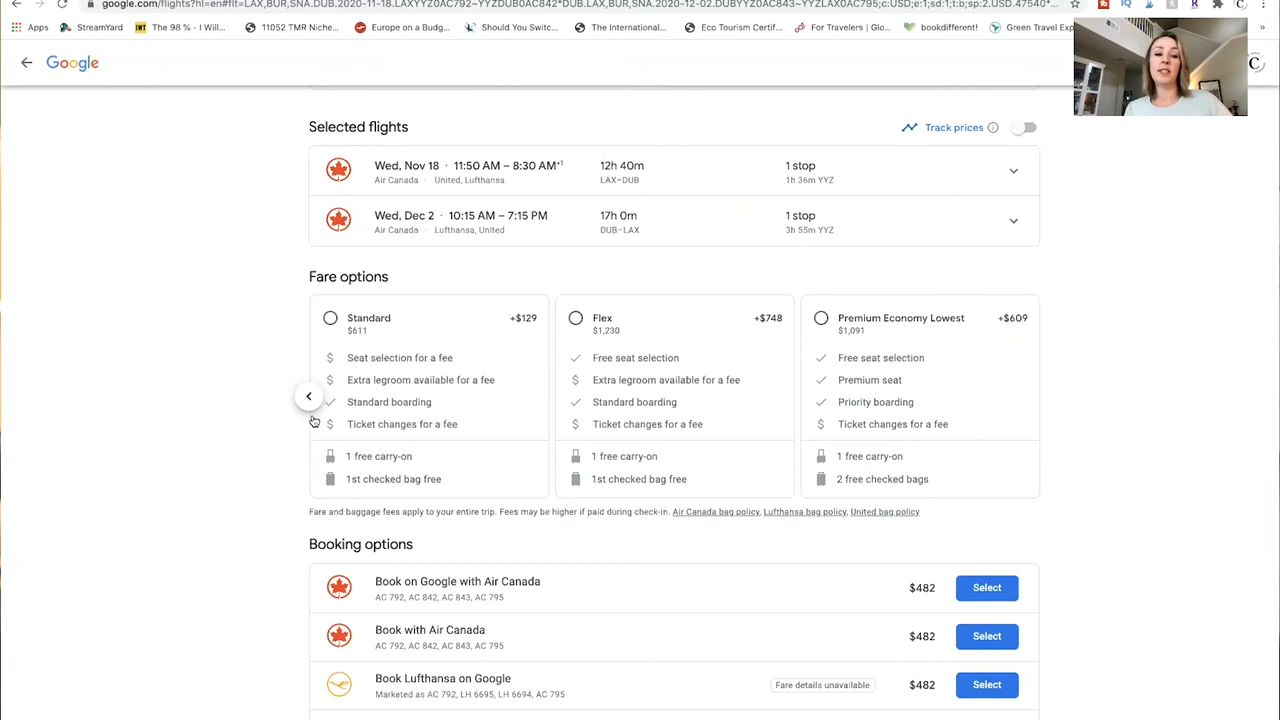 google.com/flights?hl=en#flt=LAX,BUR,SNA.DUB.2020-11-18.LAXYYZ0AC792~YYZDUB0AC842*DUB.LAX,BUR,SNA.2020-12-02.DUBYYZ0AC843~YYZLAX0AC795;c:USD;e:1;sd:1;t:b;sp:2.USD.47540*...
Apps StreamYard The 98 % – I Will... 11052 TMR Niche... Europe on a Budg... Should You Switc... The International... Eco Tourism Certif... For Travelers | Glo... bookdifferent! Green Travel Exp
Google
Selected flights
Track prices
Wed, Nov 18 · 11:50 AM – 8:30 AM+1 12h 40m 1 stop
Air Canada · United, Lufthansa LAX–DUB 1h 36m YYZ
Wed, Dec 2 · 10:15 AM – 7:15 PM 17h 0m 1 stop
Air Canada · Lufthansa, United DUB–LAX 3h 55m YYZ
Fare options
Standard +$129
$611
Seat selection for a fee
Extra legroom available for a fee
Standard boarding
Ticket changes for a fee
1 free carry-on
1st checked bag free
Flex +$748
$1,230
Free seat selection
Extra legroom available for a fee
Standard boarding
Ticket changes for a fee
1 free carry-on
1st checked bag free
Premium Economy Lowest +$609
$1,091
Free seat selection
Premium seat
Priority boarding
Ticket changes for a fee
1 free carry-on
2 free checked bags
Fare and baggage fees apply to your entire trip. Fees may be higher if paid during check-in. Air Canada bag policy, Lufthansa bag policy, United bag policy
Booking options
Book on Google with Air Canada $482 Select
AC 792, AC 842, AC 843, AC 795
Book with Air Canada $482 Select
AC 792, AC 842, AC 843, AC 795
Book Lufthansa on Google Fare details unavailable $482 Select
Marketed as AC 792, LH 6695, LH 6694, AC 795